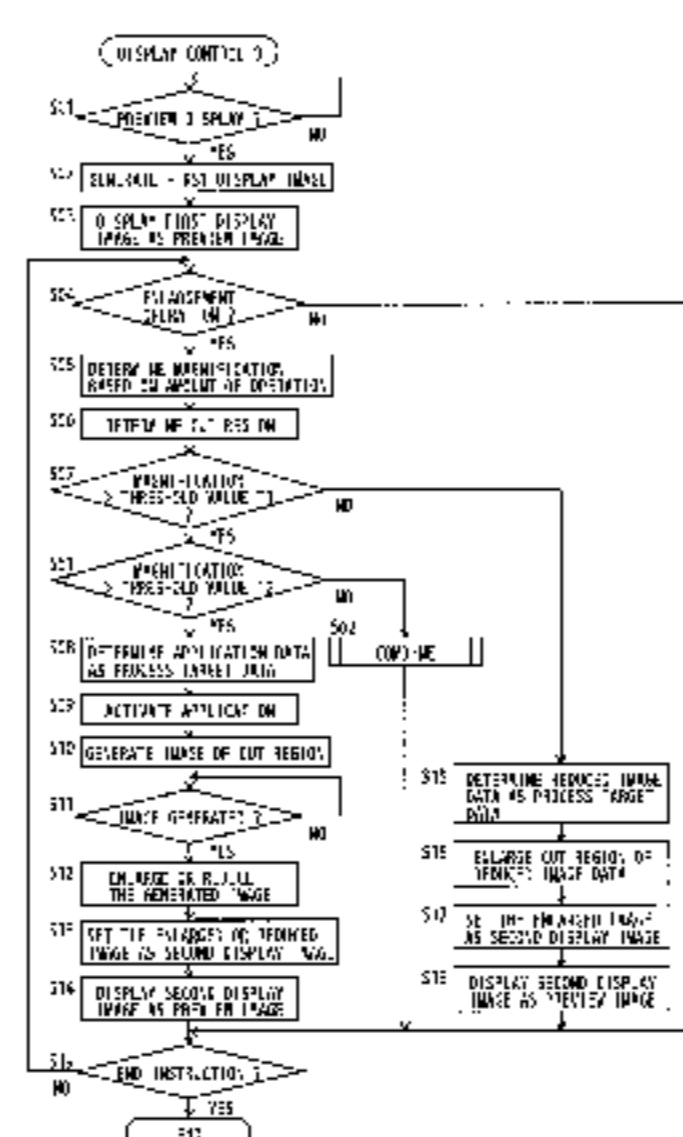 DISPLAY CONTROL
PREVIEW DISPLAY ?
NO
YES
DISPLAY IMAGE
DISPLAY FIRST DISPLAY
IMAGE AS PREVIEW IMAGE
ENLARGEMENT
OPERATION ?
NO
YES
S05
DETERMINE MAGNIFICATION
BASED ON AMOUNT OF OPERATION
S06
DETERMINE CUT REGION
S07
MAGNIFICATION
> THRESHOLD VALUE T1
?
NO
YES
MAGNIFICATION
> THRESHOLD VALUE T2
?
NO
YES
S62
COMBINE
S08
DETERMINE APPLICATION DATA
AS PROCESS TARGET DATA
S09
ACTIVATE APPLICATION
S10
GENERATE IMAGE OF CUT REGION
S11
IMAGE GENERATED ?
NO
YES
S12
ENLARGE OR REDUCE
THE GENERATED IMAGE
SET THE ENLARGED OR REDUCED
IMAGE AS SECOND DISPLAY IMAGE
S14
DISPLAY SECOND DISPLAY
IMAGE AS PREVIEW IMAGE
DETERMINE REDUCED IMAGE
DATA AS PROCESS TARGET
DATA
ENLARGE CUT REGION OF
REDUCED IMAGE DATA
S17
SET THE ENLARGED IMAGE
AS SECOND DISPLAY IMAGE
DISPLAY SECOND DISPLAY
IMAGE AS PREVIEW IMAGE
END INSTRUCTION ?
NO
YES